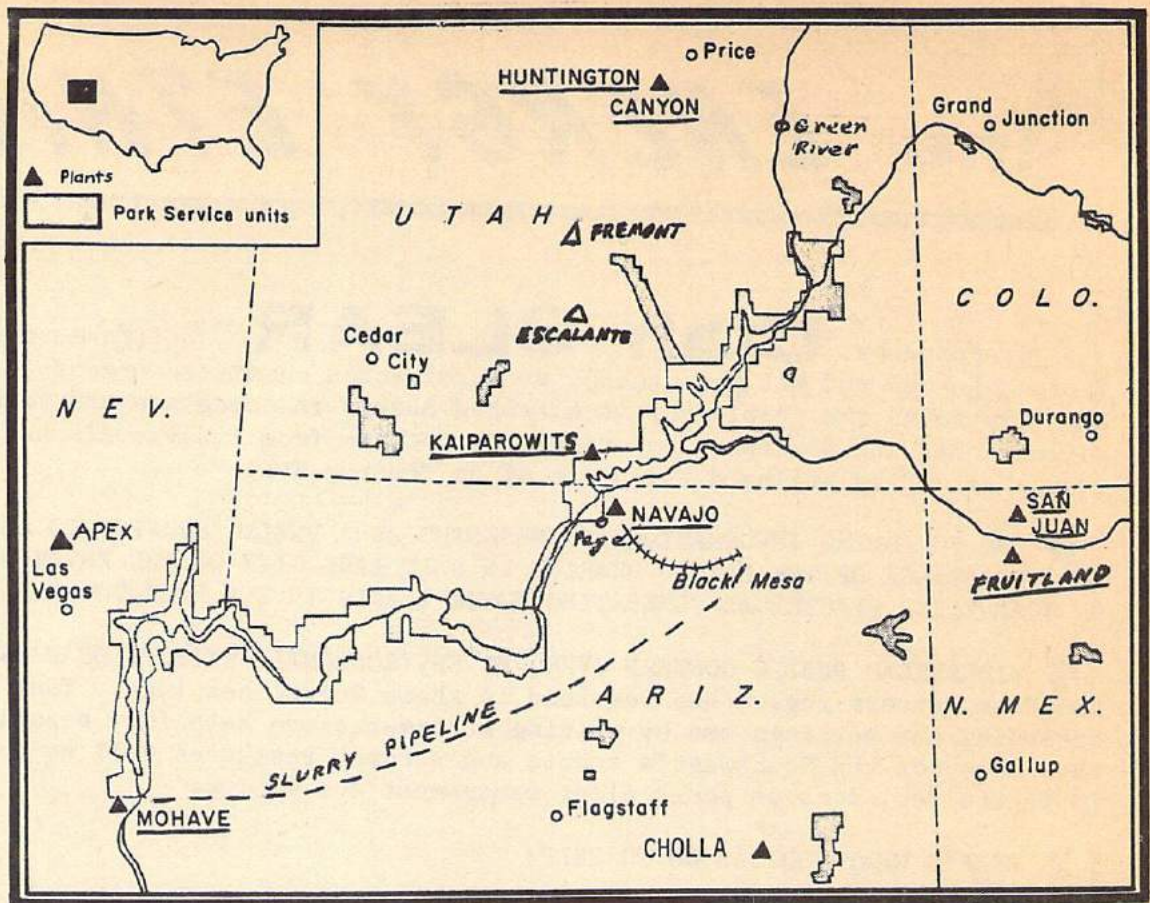 Price
HUNTINGTON
CANYON
Grand
Junction
Green
River
Plants
Park Service units
U T A H
FREMONT
C O L O.
ESCALANTE
Cedar
City
N E V.
Durango
KAIPAROWITS
SAN
JUAN
NAVAJO
APEX
Page
Las
Vegas
Black Mesa
FRUITLAND
A R I Z.
N. M E X.
SLURRY PIPELINE
Gallup
MOHAVE
Flagstaff
CHOLLA